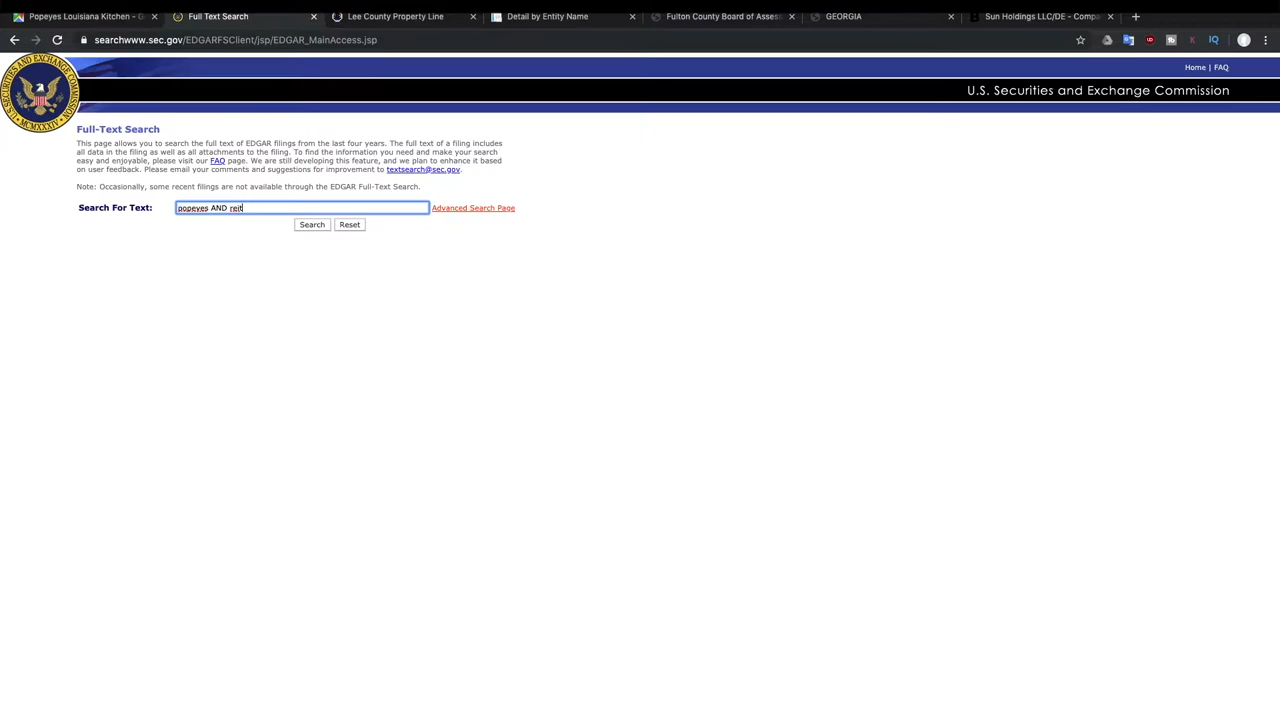 Popeyes Louisiana Kitchen - G
Full Text Search
Lee County Property Line
Detail by Entity Name
Fulton County Board of Assess
GEORGIA
Sun Holdings LLC/DE - Compa
searchwww.sec.gov/EDGARFSClient/jsp/EDGAR_MainAccess.jsp
Home | FAQ
U.S. Securities and Exchange Commission
Full-Text Search
This page allows you to search the full text of EDGAR filings from the last four years. The full text of a filing includes
all data in the filing as well as all attachments to the filing. To find the information you need and make your search
easy and enjoyable, please visit our FAQ page. We are still developing this feature, and we plan to enhance it based
on user feedback. Please email your comments and suggestions for improvement to textsearch@sec.gov.
Note: Occasionally, some recent filings are not available through the EDGAR Full-Text Search.
Search For Text: popeyes AND reit Advanced Search Page
Search Reset